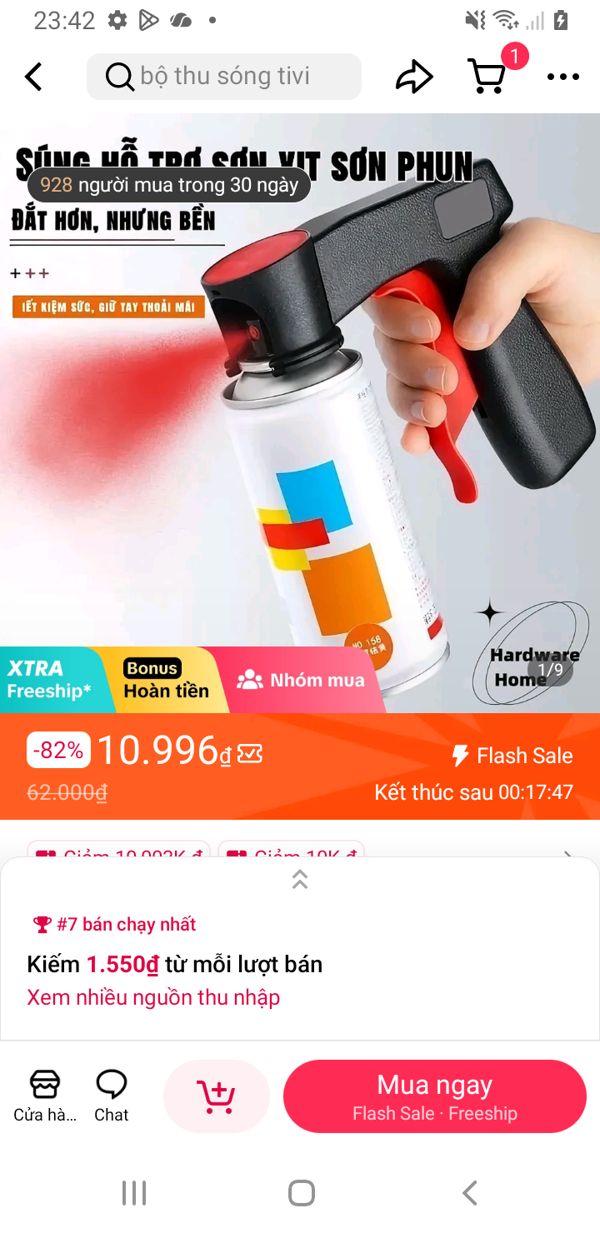 23:42
bộ thu sóng tivi
1
SÚNG HỖ TRỢ SƠN XỊT SƠN PHUN
928 người mua trong 30 ngày
ĐẮT HƠN, NHƯNG BỀN
+++
IẾT KIỆM SỨC, GIỮ TAY THOẢI MÁI
NO 158
Hardware
Home
1/9
XTRA
Freeship*
Bonus
Hoàn tiền
Nhóm mua
-82% 10.996₫
Flash Sale
62.000₫
Kết thúc sau 00:17:47
#7 bán chạy nhất
Kiếm 1.550₫ từ mỗi lượt bán
Xem nhiều nguồn thu nhập
Cửa hà...
Chat
Mua ngay
Flash Sale · Freeship